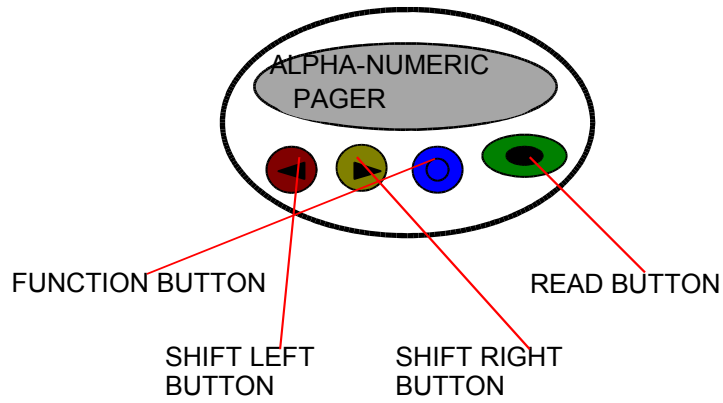 ALPHA-NUMERIC
PAGER
FUNCTION BUTTON
READ BUTTON
SHIFT LEFT
BUTTON
SHIFT RIGHT
BUTTON